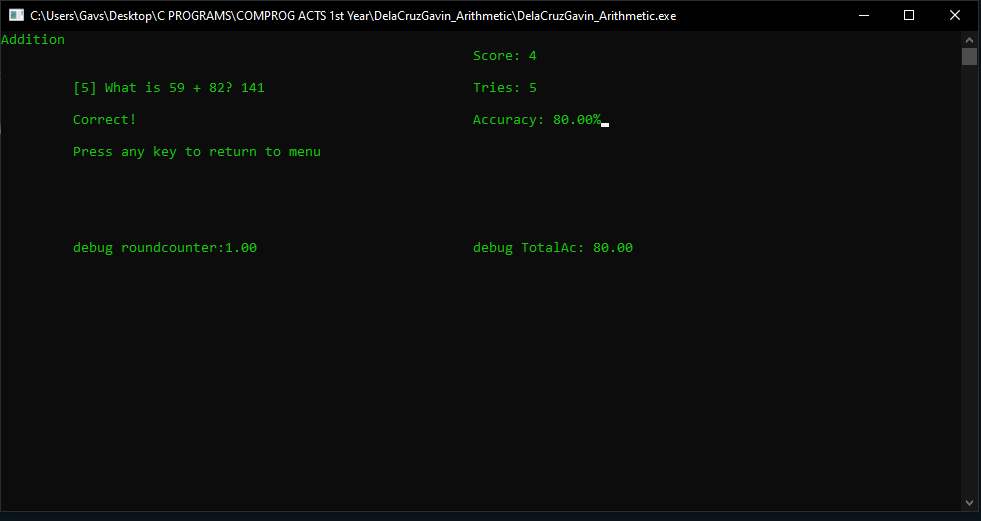 C:\Users\Gavs\Desktop\C PROGRAMS\COMPROG ACTS 1st Year\DelaCruzGavin_Arithmetic\DelaCruzGavin_Arithmetic.exe
Addition
Score: 4
[5] What is 59 + 82? 141 Tries: 5
Correct! Accuracy: 80.00%
Press any key to return to menu
debug roundcounter:1.00 debug TotalAc: 80.00